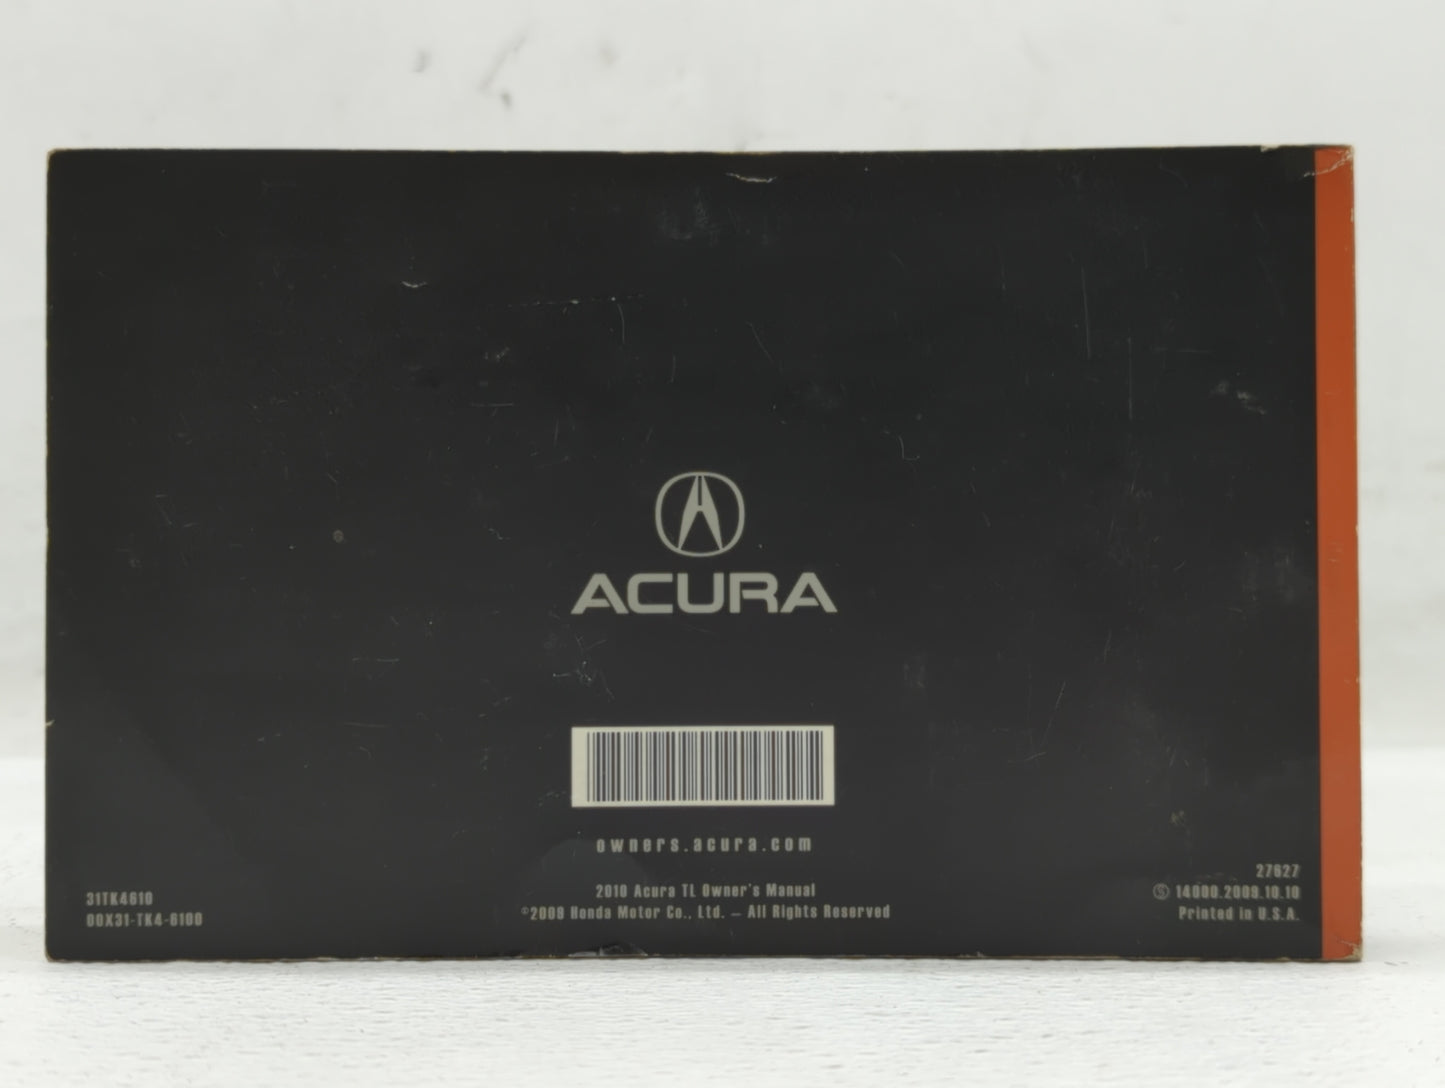 ACURA
owners.acura.com
2010 Acura TL Owner's Manual
©2009 Honda Motor Co., Ltd. – All Rights Reserved
31TK4610
00X31-TK4-6100
27627
Ⓢ 14000.2009.10.10
Printed in U.S.A.